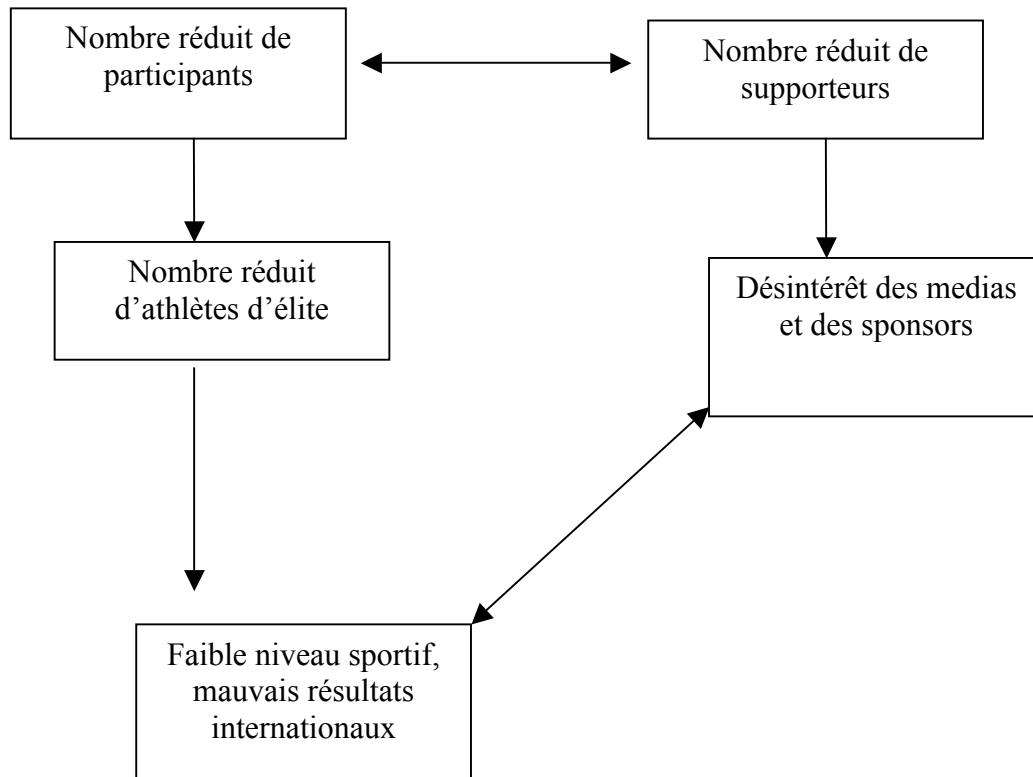 Nombre réduit de
participants
Nombre réduit de
supporteurs
Nombre réduit
d’athlètes d’élite
Désintérêt des medias
et des sponsors
Faible niveau sportif,
mauvais résultats
internationaux